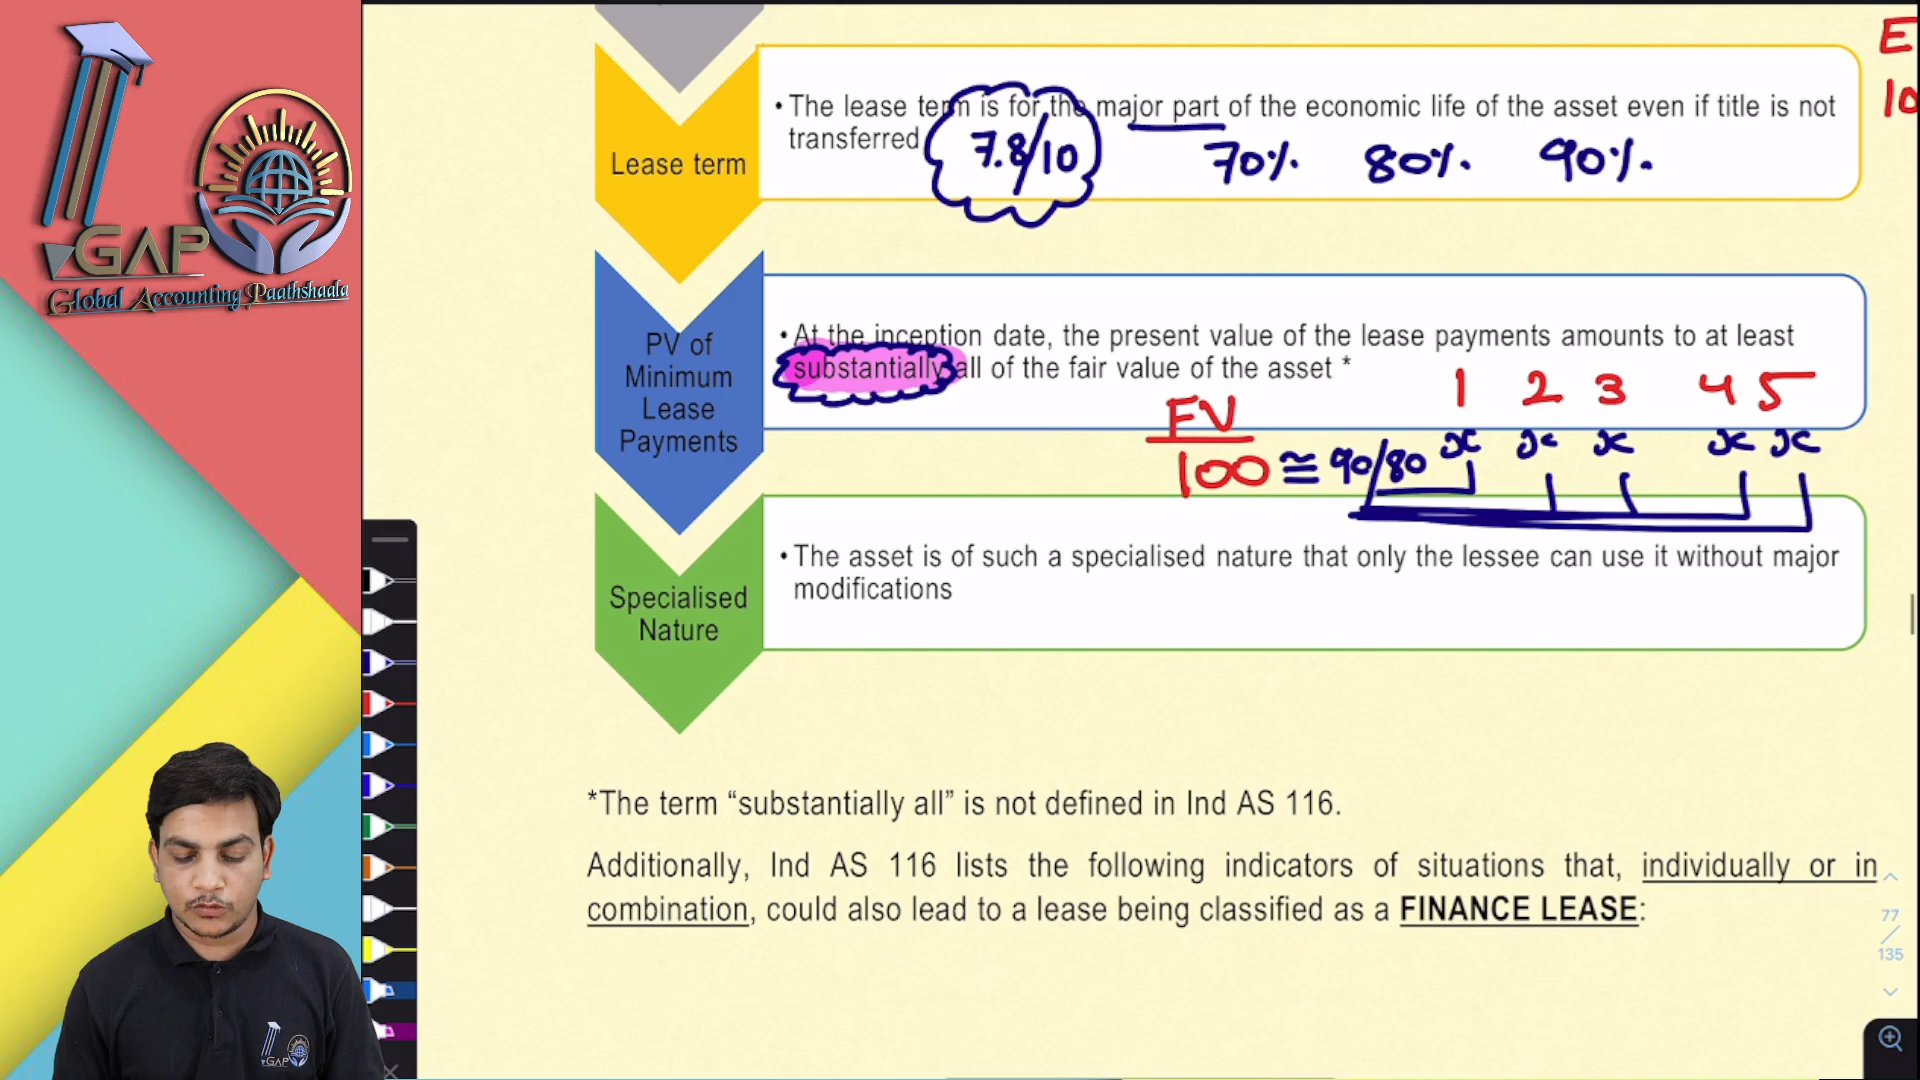 GAP
Global Accounting Paathshaala
E
10
Lease term
• The lease term is for the major part of the economic life of the asset even if title is not
transferred
7.8/10
70% 80% 90%
PV of
Minimum
Lease
Payments
• At the inception date, the present value of the lease payments amounts to at least
substantially all of the fair value of the asset *
1 2 3 4 5
FV
100 ≅ 90/80 x x x x x
Specialised
Nature
• The asset is of such a specialised nature that only the lessee can use it without major
modifications
*The term “substantially all” is not defined in Ind AS 116.
Additionally, Ind AS 116 lists the following indicators of situations that, individually or in
combination, could also lead to a lease being classified as a FINANCE LEASE:
77
/
135
GAP